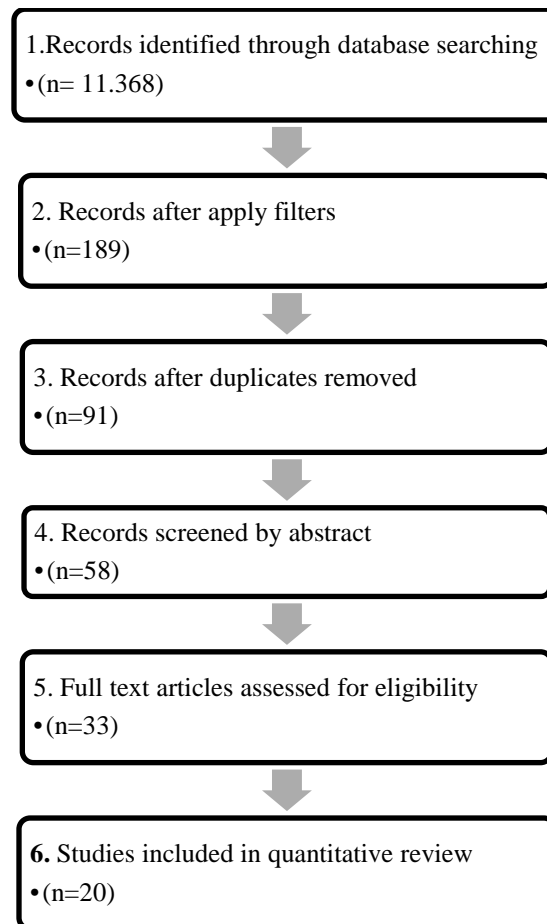 1.Records identified through database searching
•(n= 11.368)
2. Records after apply filters
•(n=189)
3. Records after duplicates removed
•(n=91)
4. Records screened by abstract
•(n=58)
5. Full text articles assessed for eligibility
•(n=33)
6. Studies included in quantitative review
•(n=20)